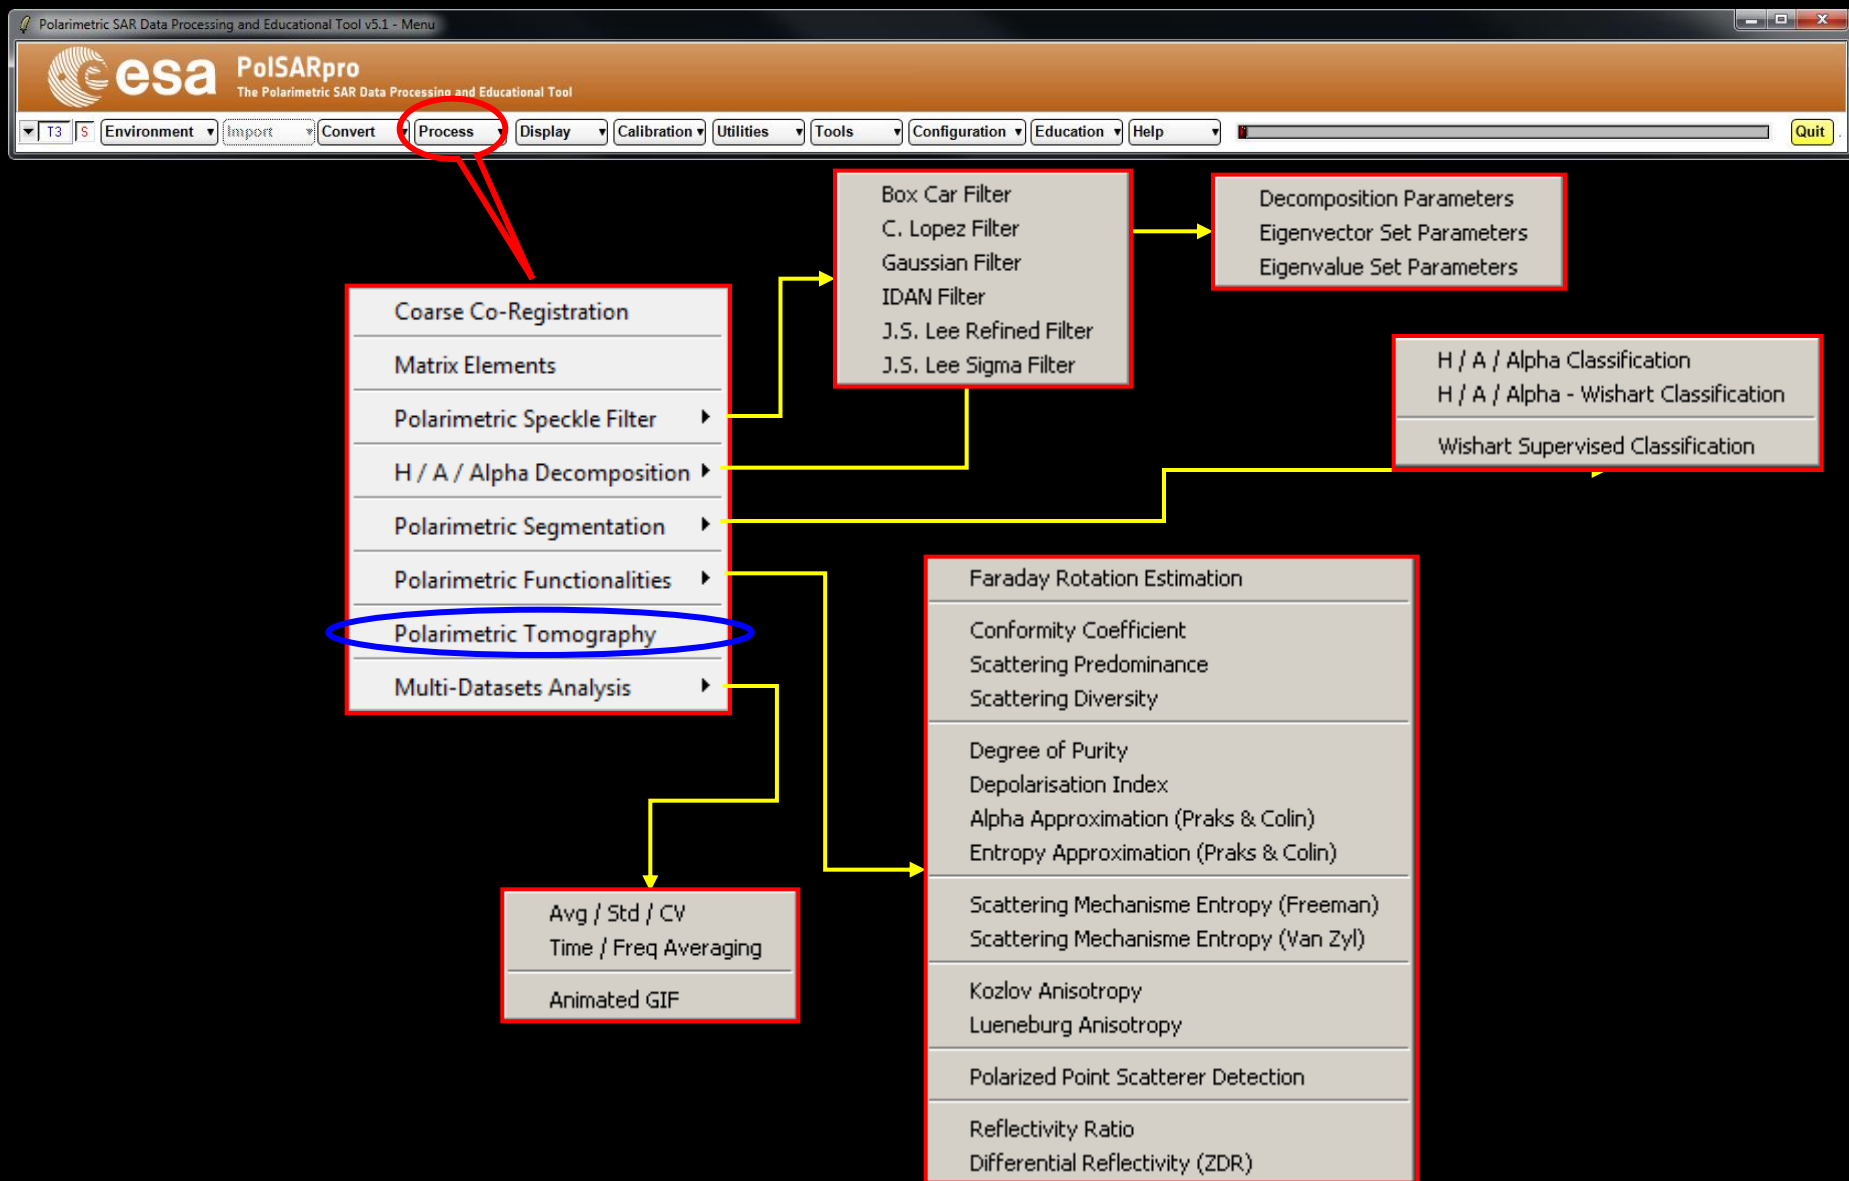 Polarimetric SAR Data Processing and Educational Tool v5.1 - Menu
esa
PolSARpro
The Polarimetric SAR Data Processing and Educational Tool
T3 S Environment Import Convert Process Display Calibration Utilities Tools Configuration Education Help Quit
Coarse Co-Registration
Matrix Elements
Polarimetric Speckle Filter
H / A / Alpha Decomposition
Polarimetric Segmentation
Polarimetric Functionalities
Polarimetric Tomography
Multi-Datasets Analysis
Box Car Filter
C. Lopez Filter
Gaussian Filter
IDAN Filter
J.S. Lee Refined Filter
J.S. Lee Sigma Filter
Decomposition Parameters
Eigenvector Set Parameters
Eigenvalue Set Parameters
H / A / Alpha Classification
H / A / Alpha - Wishart Classification
Wishart Supervised Classification
Faraday Rotation Estimation
Conformity Coefficient
Scattering Predominance
Scattering Diversity
Degree of Purity
Depolarisation Index
Alpha Approximation (Praks & Colin)
Entropy Approximation (Praks & Colin)
Scattering Mechanisme Entropy (Freeman)
Scattering Mechanisme Entropy (Van Zyl)
Kozlov Anisotropy
Lueneburg Anisotropy
Polarized Point Scatterer Detection
Reflectivity Ratio
Differential Reflectivity (ZDR)
Avg / Std / CV
Time / Freq Averaging
Animated GIF